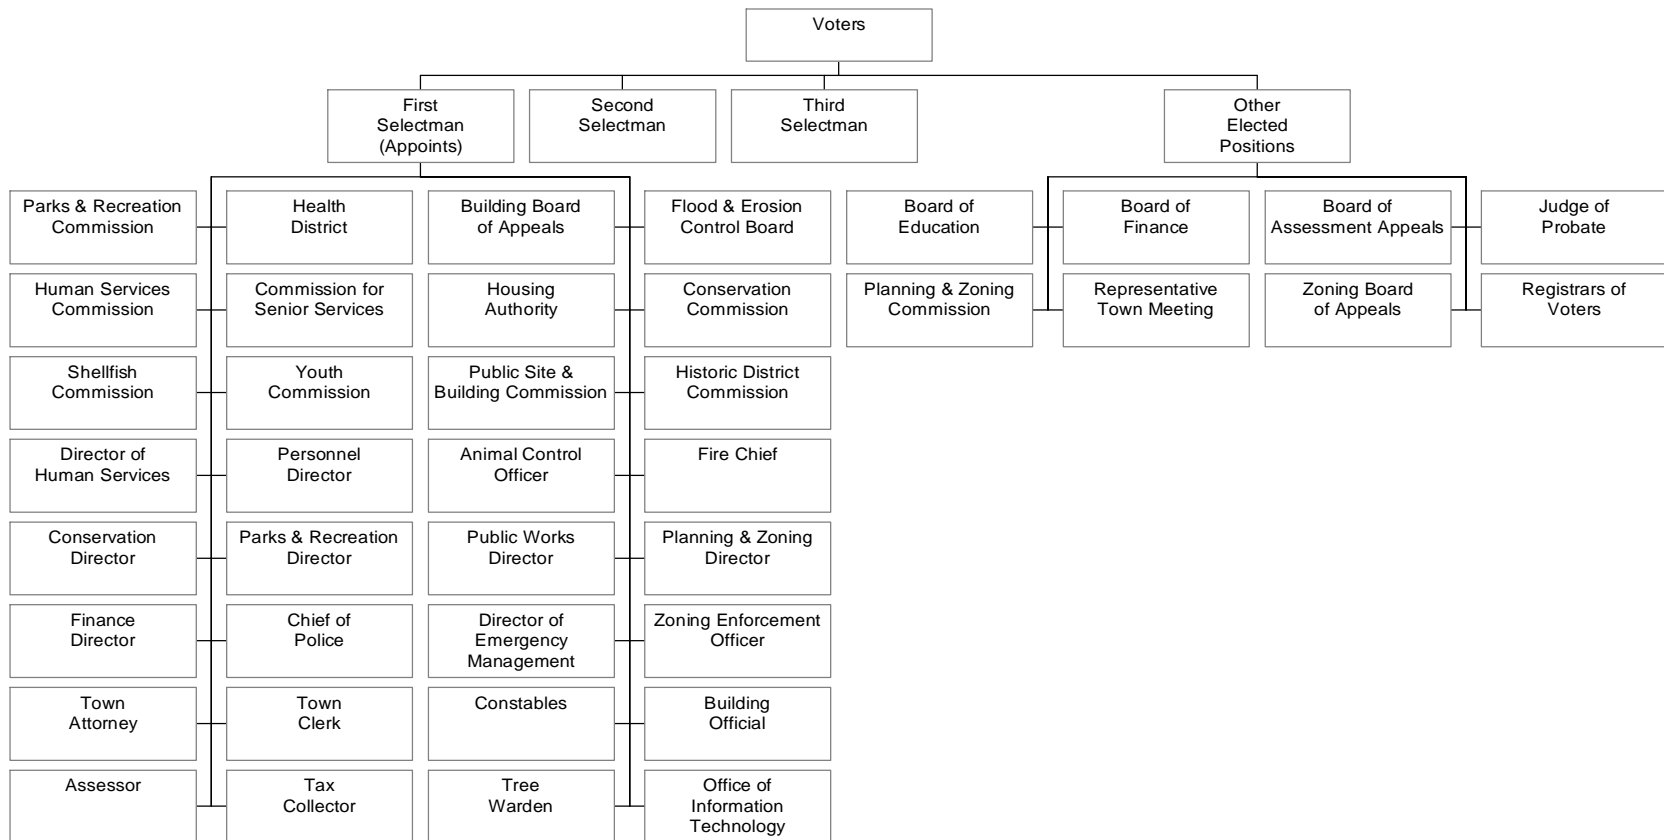 Voters
First
Selectman
(Appoints)
Second
Selectman
Third
Selectman
Other
Elected
Positions
Parks & Recreation
Commission
Health
District
Building Board
of Appeals
Flood & Erosion
Control Board
Board of
Education
Board of
Finance
Board of
Assessment Appeals
Judge of
Probate
Human Services
Commission
Commission for
Senior Services
Housing
Authority
Conservation
Commission
Planning & Zoning
Commission
Representative
Town Meeting
Zoning Board
of Appeals
Registrars of
Voters
Shellfish
Commission
Youth
Commission
Public Site &
Building Commission
Historic District
Commission
Director of
Human Services
Personnel
Director
Animal Control
Officer
Fire Chief
Conservation
Director
Parks & Recreation
Director
Public Works
Director
Planning & Zoning
Director
Finance
Director
Chief of
Police
Director of
Emergency
Management
Zoning Enforcement
Officer
Town
Attorney
Town
Clerk
Constables
Building
Official
Assessor
Tax
Collector
Tree
Warden
Office of
Information
Technology